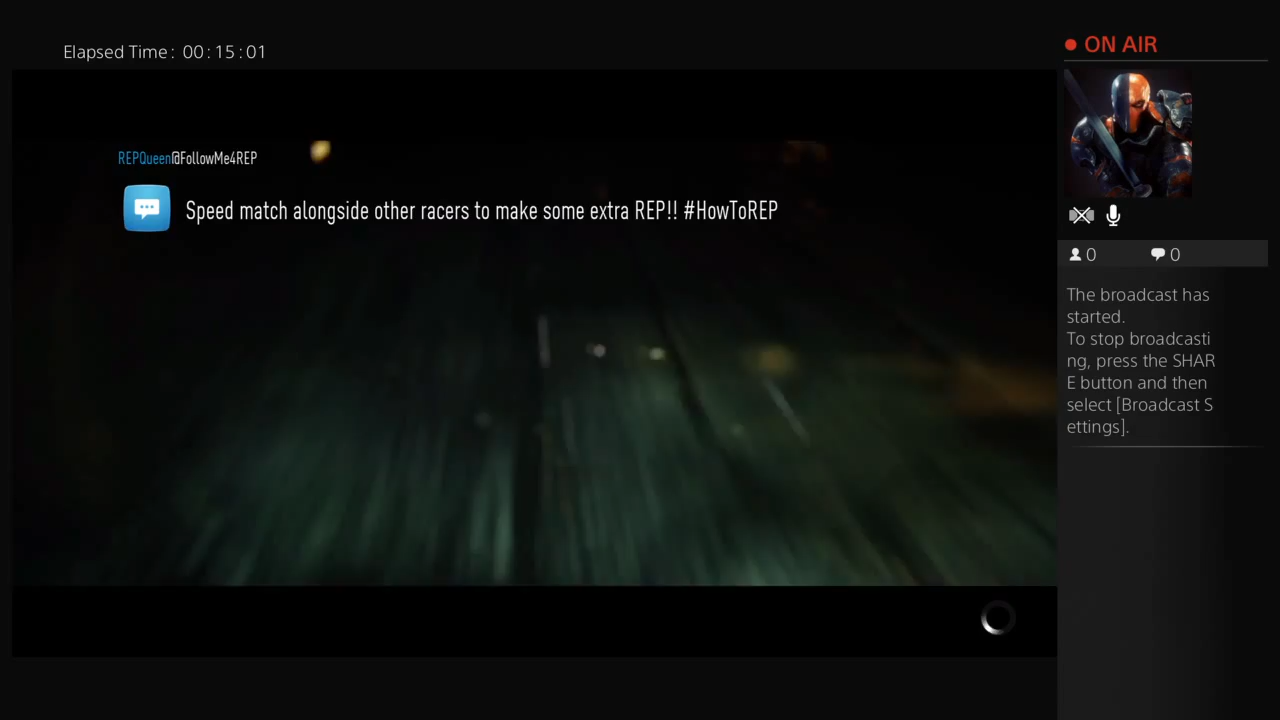 Elapsed Time: 00:15:01
ON AIR
REPQueen@FollowMe4REP
Speed match alongside other racers to make some extra REP!! #HowToREP
0 0
The broadcast has
started.
To stop broadcasti
ng, press the SHAR
E button and then
select [Broadcast S
ettings].